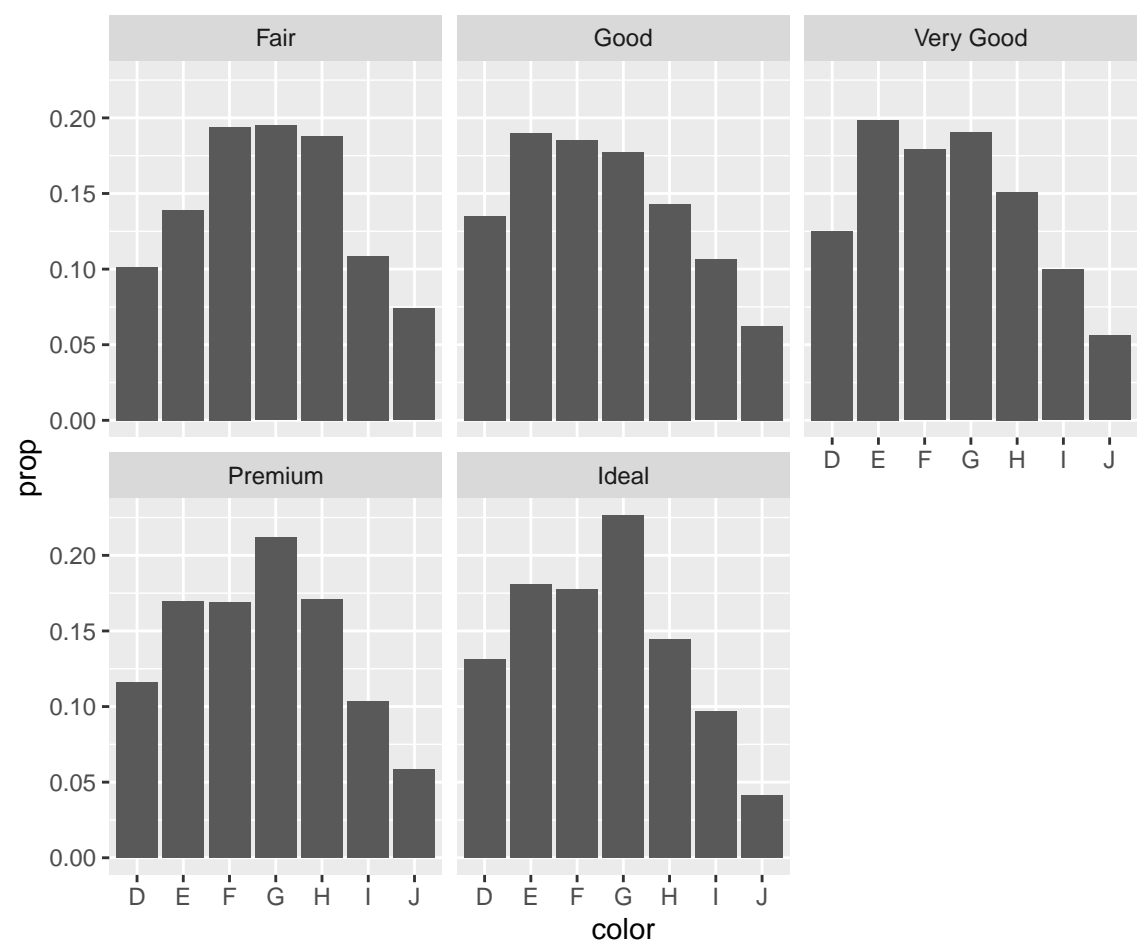 Fair Good Very Good
0.20
0.15
0.10
0.05
0.00
D E F G H I J
prop
Premium Ideal
0.20
0.15
0.10
0.05
0.00
D E F G H I J D E F G H I J
color